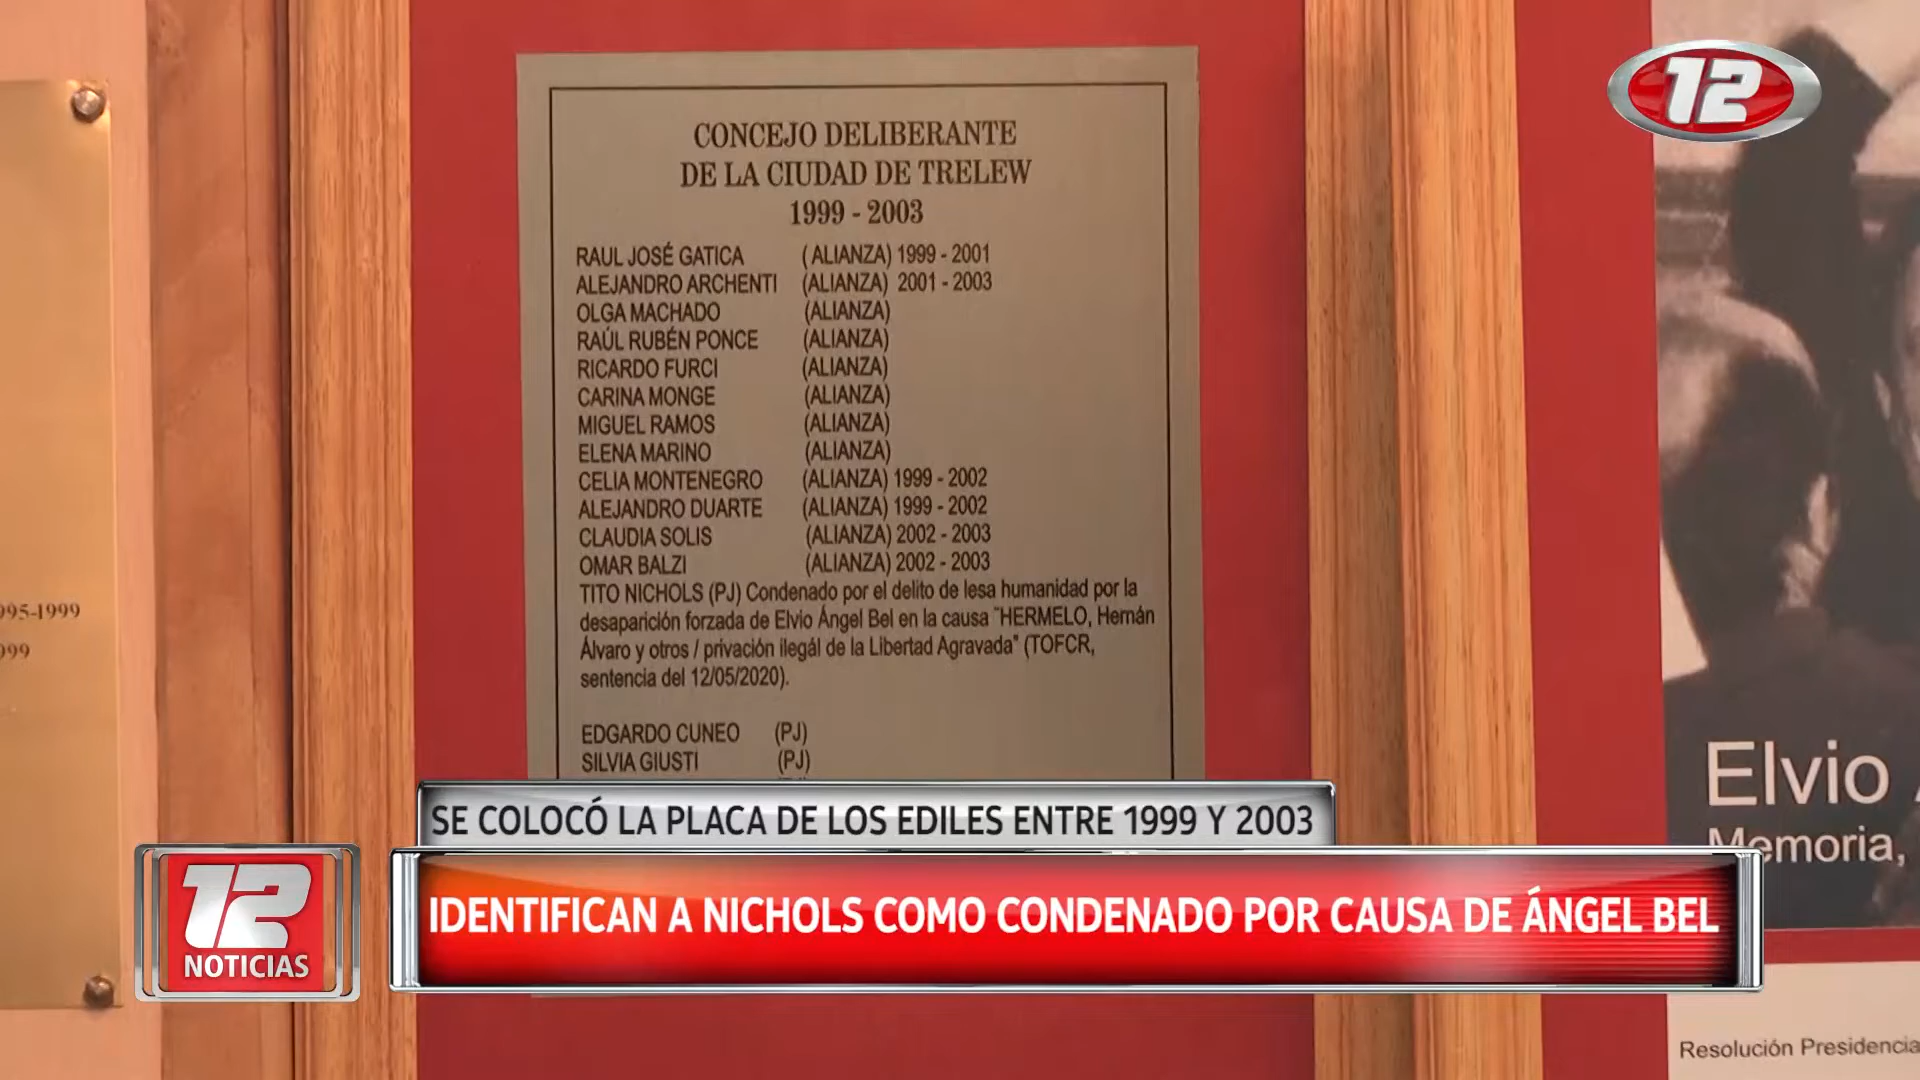 12
CONCEJO DELIBERANTE
DE LA CIUDAD DE TRELEW
1999 - 2003
RAUL JOSÉ GATICA ( ALIANZA) 1999 - 2001
ALEJANDRO ARCHENTI (ALIANZA) 2001 - 2003
OLGA MACHADO (ALIANZA)
RAÚL RUBÉN PONCE (ALIANZA)
RICARDO FURCI (ALIANZA)
CARINA MONGE (ALIANZA)
MIGUEL RAMOS (ALIANZA)
ELENA MARINO (ALIANZA)
CELIA MONTENEGRO (ALIANZA) 1999 - 2002
ALEJANDRO DUARTE (ALIANZA) 1999 - 2002
CLAUDIA SOLIS (ALIANZA) 2002 - 2003
OMAR BALZI (ALIANZA) 2002 - 2003
TITO NICHOLS (PJ) Condenado por el delito de lesa humanidad por la
desaparición forzada de Elvio Ángel Bel en la causa ¨HERMELO, Hernán
Álvaro y otros / privación ilegál de la Libertad Agravada" (TOFCR,
sentencia del 12/05/2020).
EDGARDO CUNEO (PJ)
SILVIA GIUSTI (PJ)
995-1999
999
Elvio
Memoria,
Resolución Presidencia
SE COLOCÓ LA PLACA DE LOS EDILES ENTRE 1999 Y 2003
IDENTIFICAN A NICHOLS COMO CONDENADO POR CAUSA DE ÁNGEL BEL
12
NOTICIAS